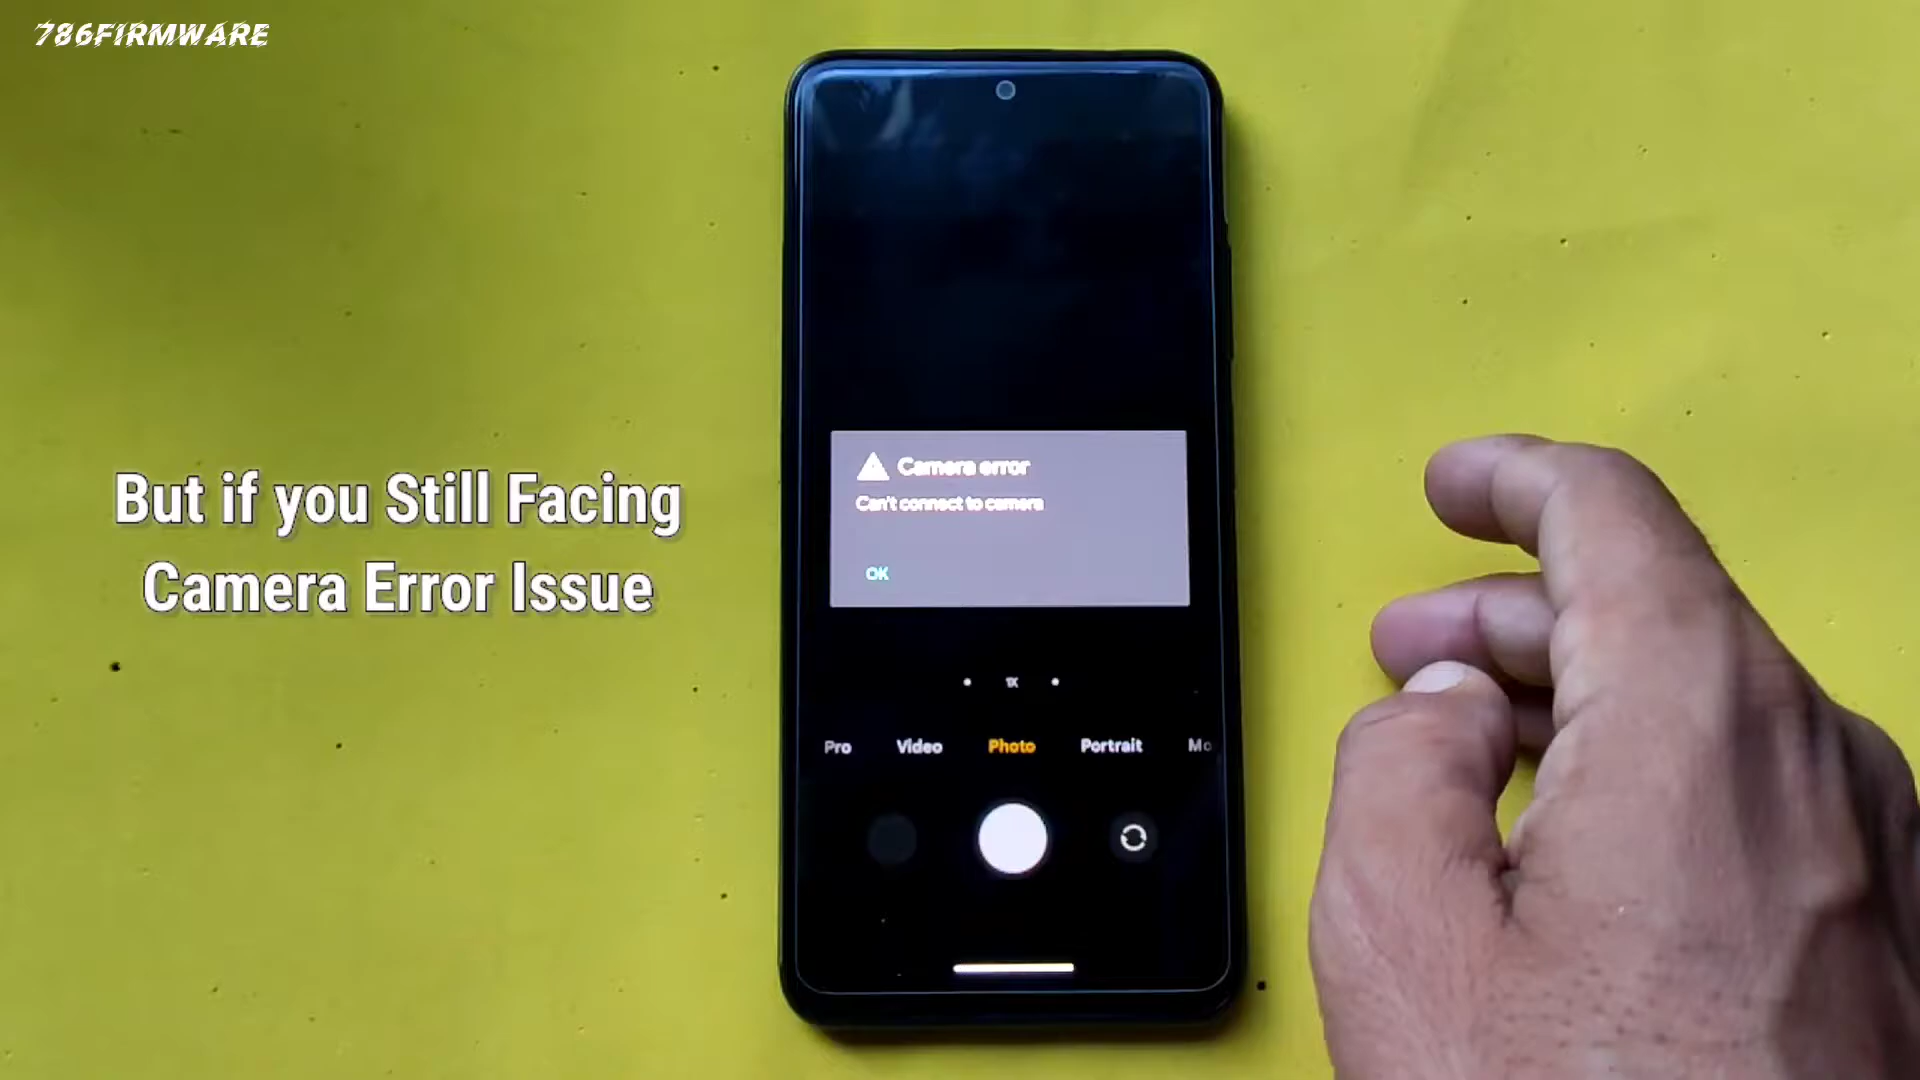 786FIRMWARE
Camera error
Can't connect to camera
OK
But if you Still Facing
Camera Error Issue
1X
Pro Video Photo Portrait Mo